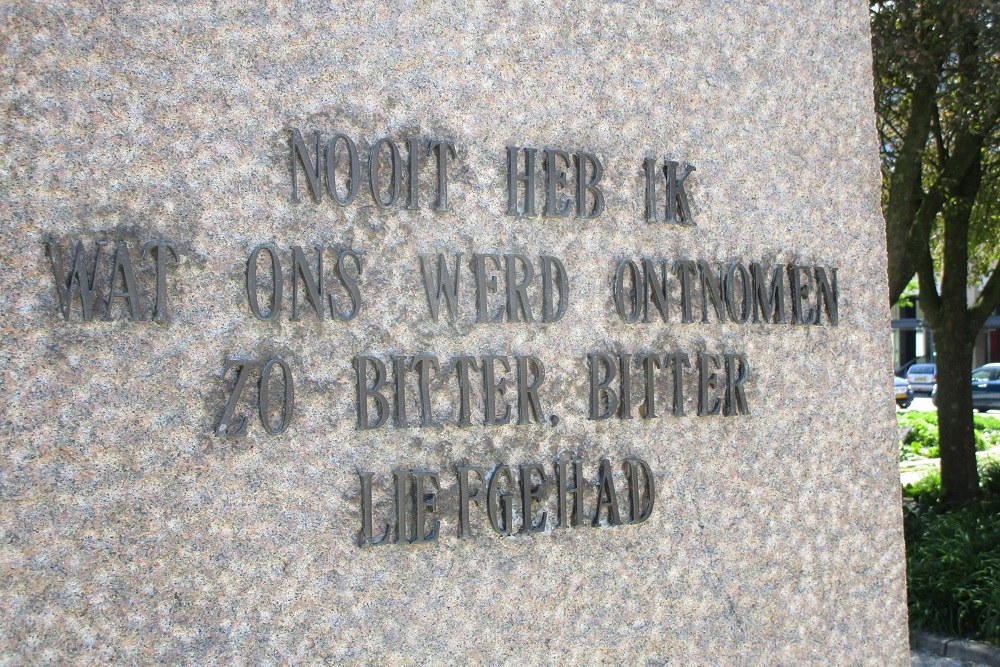 NOOIT HEB IK
WAT ONS WERD ONTNOMEN
ZO BITTER, BITTER
LIEFGEHAD